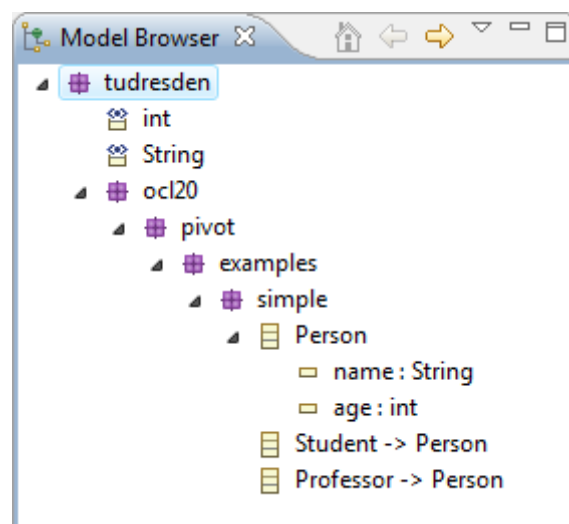 Model Browser
tudresden
int
String
ocl20
pivot
examples
simple
Person
name : String
age : int
Student -> Person
Professor -> Person